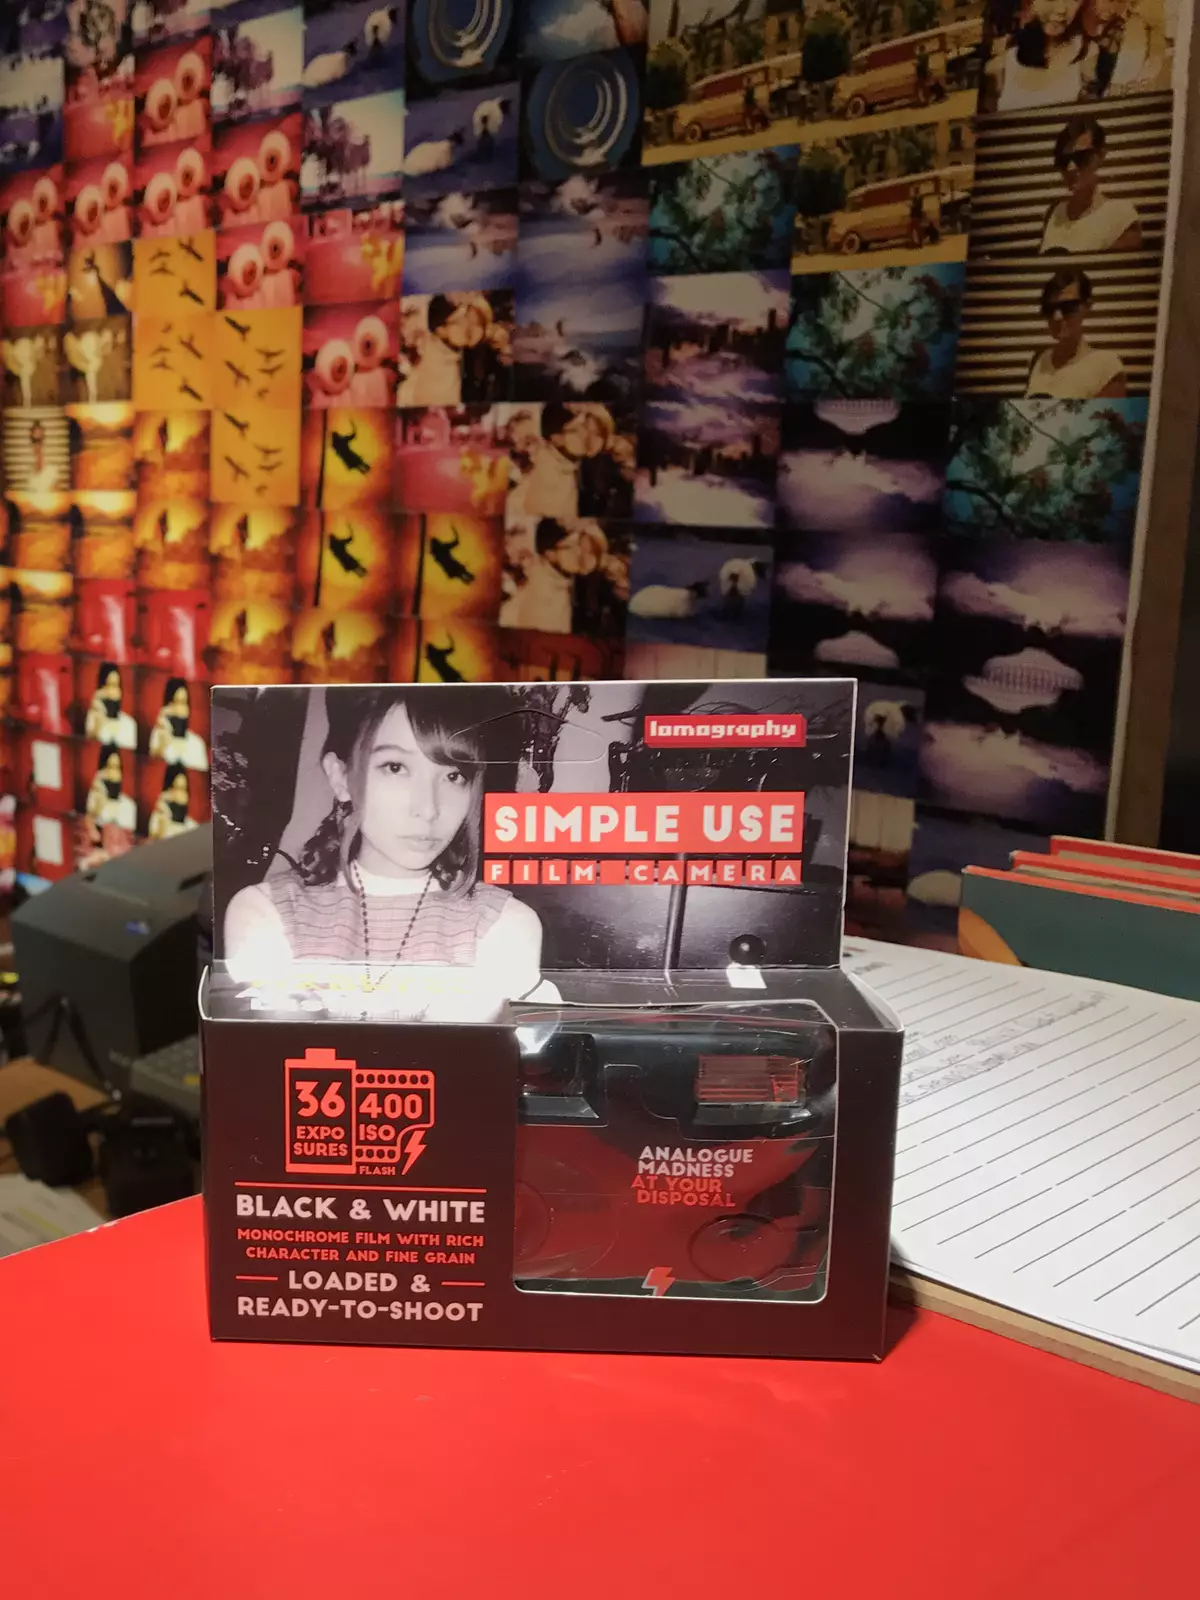 lomography
SIMPLE USE
FILM CAMERA
36
EXPO
SURES
400
ISO
FLASH
BLACK & WHITE
MONOCHROME FILM WITH RICH
CHARACTER AND FINE GRAIN
LOADED &
READY-TO-SHOOT
ANALOGUE
MADNESS
AT YOUR
DISPOSAL